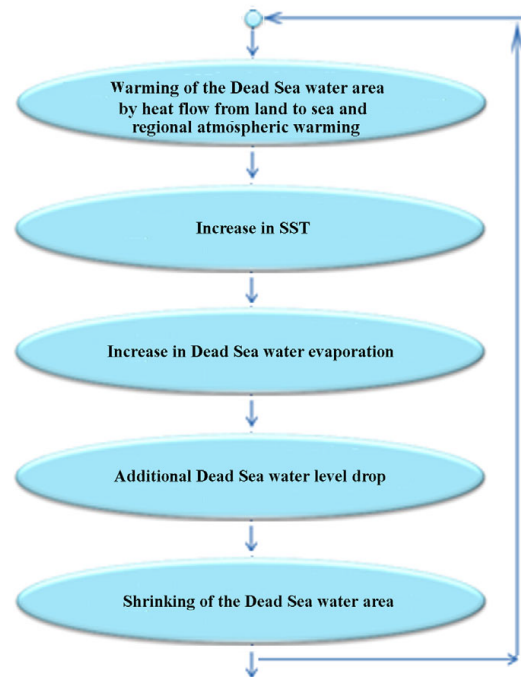 Warming of the Dead Sea water area
by heat flow from land to sea and
regional atmospheric warming
Increase in SST
Increase in Dead Sea water evaporation
Additional Dead Sea water level drop
Shrinking of the Dead Sea water area